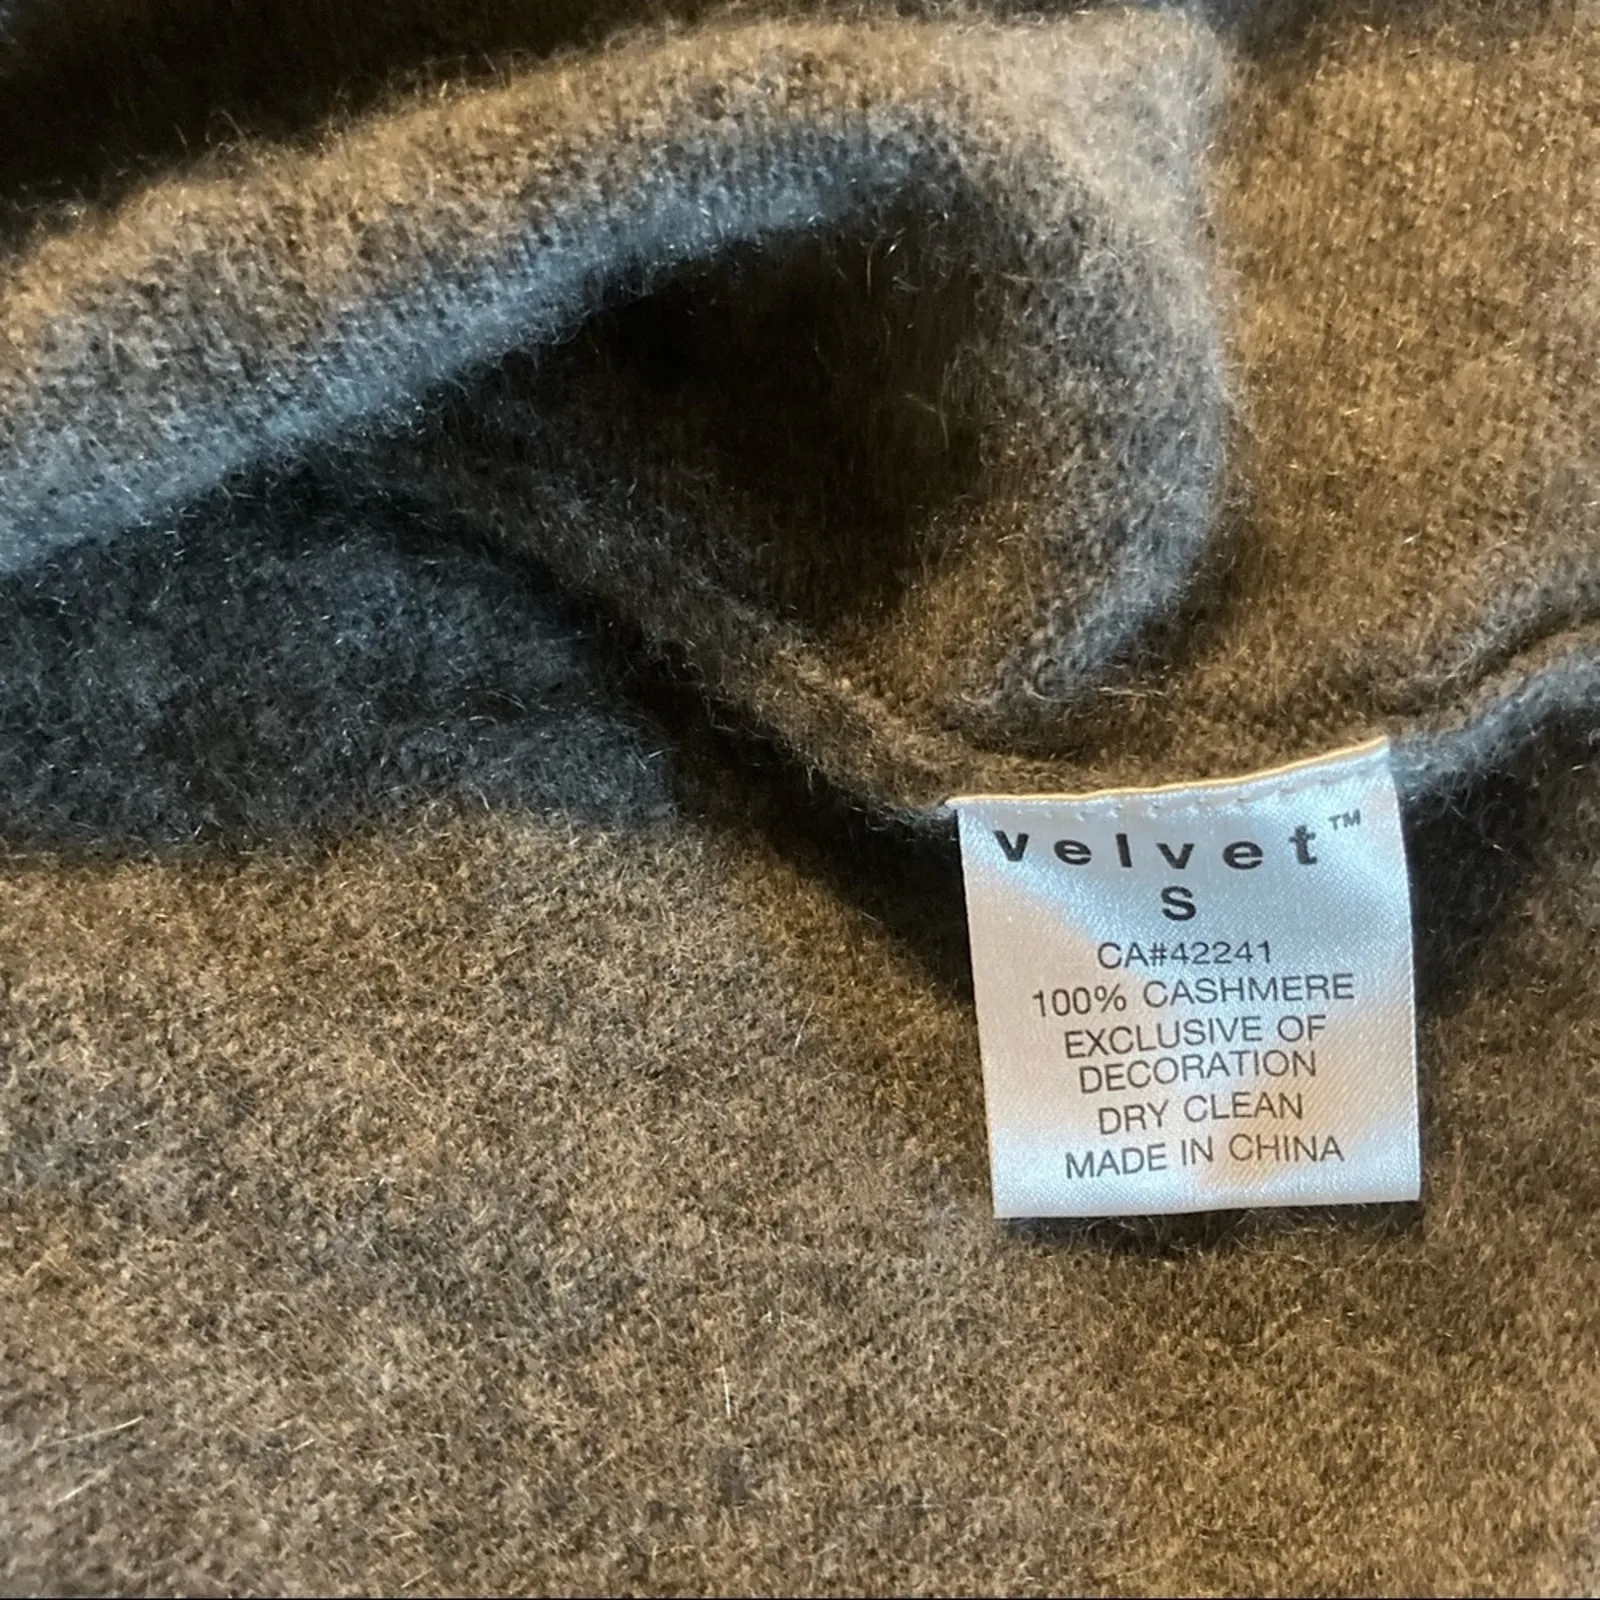 velvet™
S
CA#42241
100% CASHMERE
EXCLUSIVE OF
DECORATION
DRY CLEAN
MADE IN CHINA